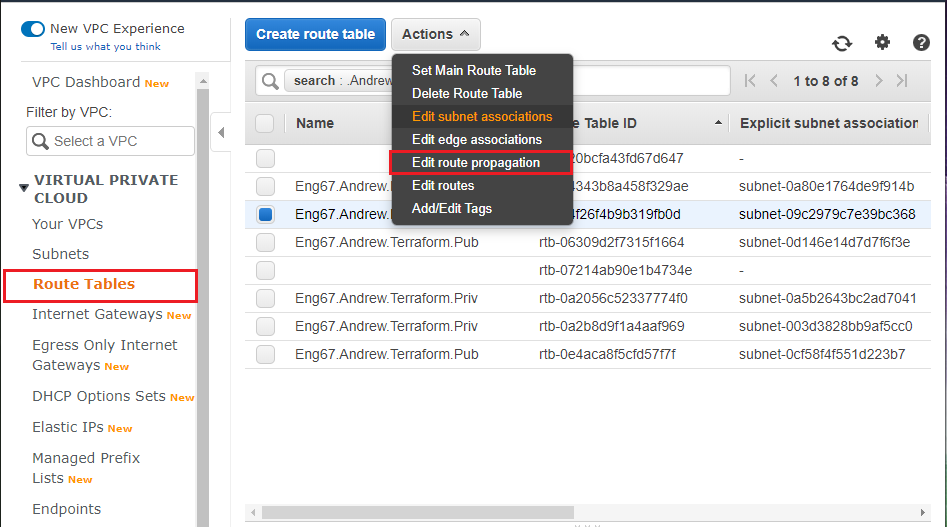 New VPC Experience
Tell us what you think
VPC Dashboard New
Filter by VPC:
Select a VPC
VIRTUAL PRIVATE
CLOUD
Your VPCs
Subnets
Route Tables
Internet Gateways New
Egress Only Internet
Gateways New
DHCP Options Sets New
Elastic IPs New
Managed Prefix
Lists New
Endpoints
Create route table
Actions
Set Main Route Table
Delete Route Table
Edit subnet associations
Edit edge associations
Edit route propagation
Edit routes
Add/Edit Tags
search : .Andrew
1 to 8 of 8
Name Table ID Explicit subnet association
20bcfa43fd67d647 -
Eng67.Andrew. 4343b8a458f329ae subnet-0a80e1764de9f914b
Eng67.Andrew. 4f26f4b9b319fb0d subnet-09c2979c7e39bc368
Eng67.Andrew.Terraform.Pub rtb-06309d2f7315f1664 subnet-0d146e14d7d7f6f3e
rtb-07214ab90e1b4734e -
Eng67.Andrew.Terraform.Priv rtb-0a2056c52337774f0 subnet-0a5b2643bc2ad7041
Eng67.Andrew.Terraform.Priv rtb-0a2b8d9f1a4aaf969 subnet-003d3828bb9af5cc0
Eng67.Andrew.Terraform.Pub rtb-0e4aca8f5cfd57f7f subnet-0cf58f4f551d223b7